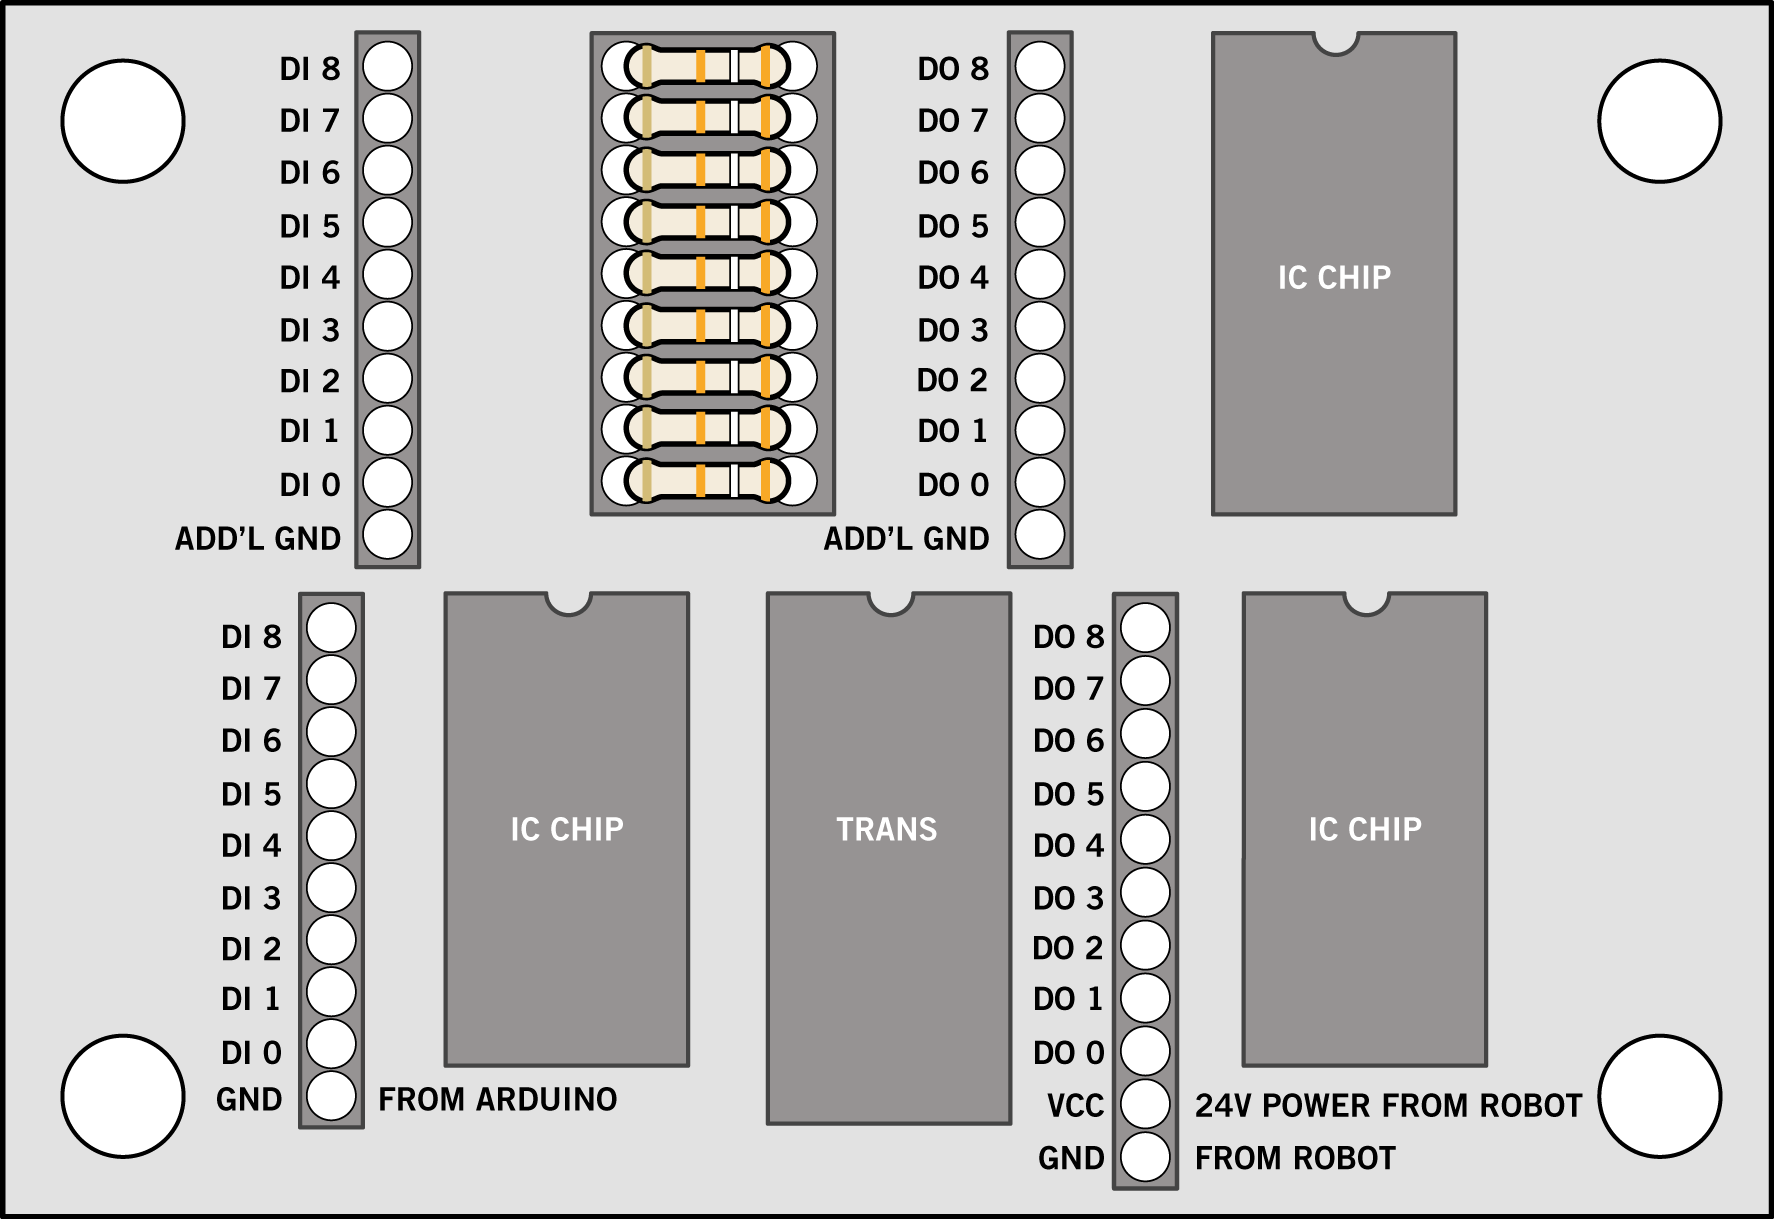 DI 8
DI 7
DI 6
DI 5
DI 4
DI 3
DI 2
DI 1
DI 0
ADD’L GND
DO 8
DO 7
DO 6
DO 5
DO 4
DO 3
DO 2
DO 1
DO 0
ADD’L GND
IC CHIP
DI 8
DI 7
DI 6
DI 5
DI 4
DI 3
DI 2
DI 1
DI 0
GND
FROM ARDUINO
IC CHIP
TRANS
DO 8
DO 7
DO 6
DO 5
DO 4
DO 3
DO 2
DO 1
DO 0
VCC
GND
24V POWER FROM ROBOT
FROM ROBOT
IC CHIP